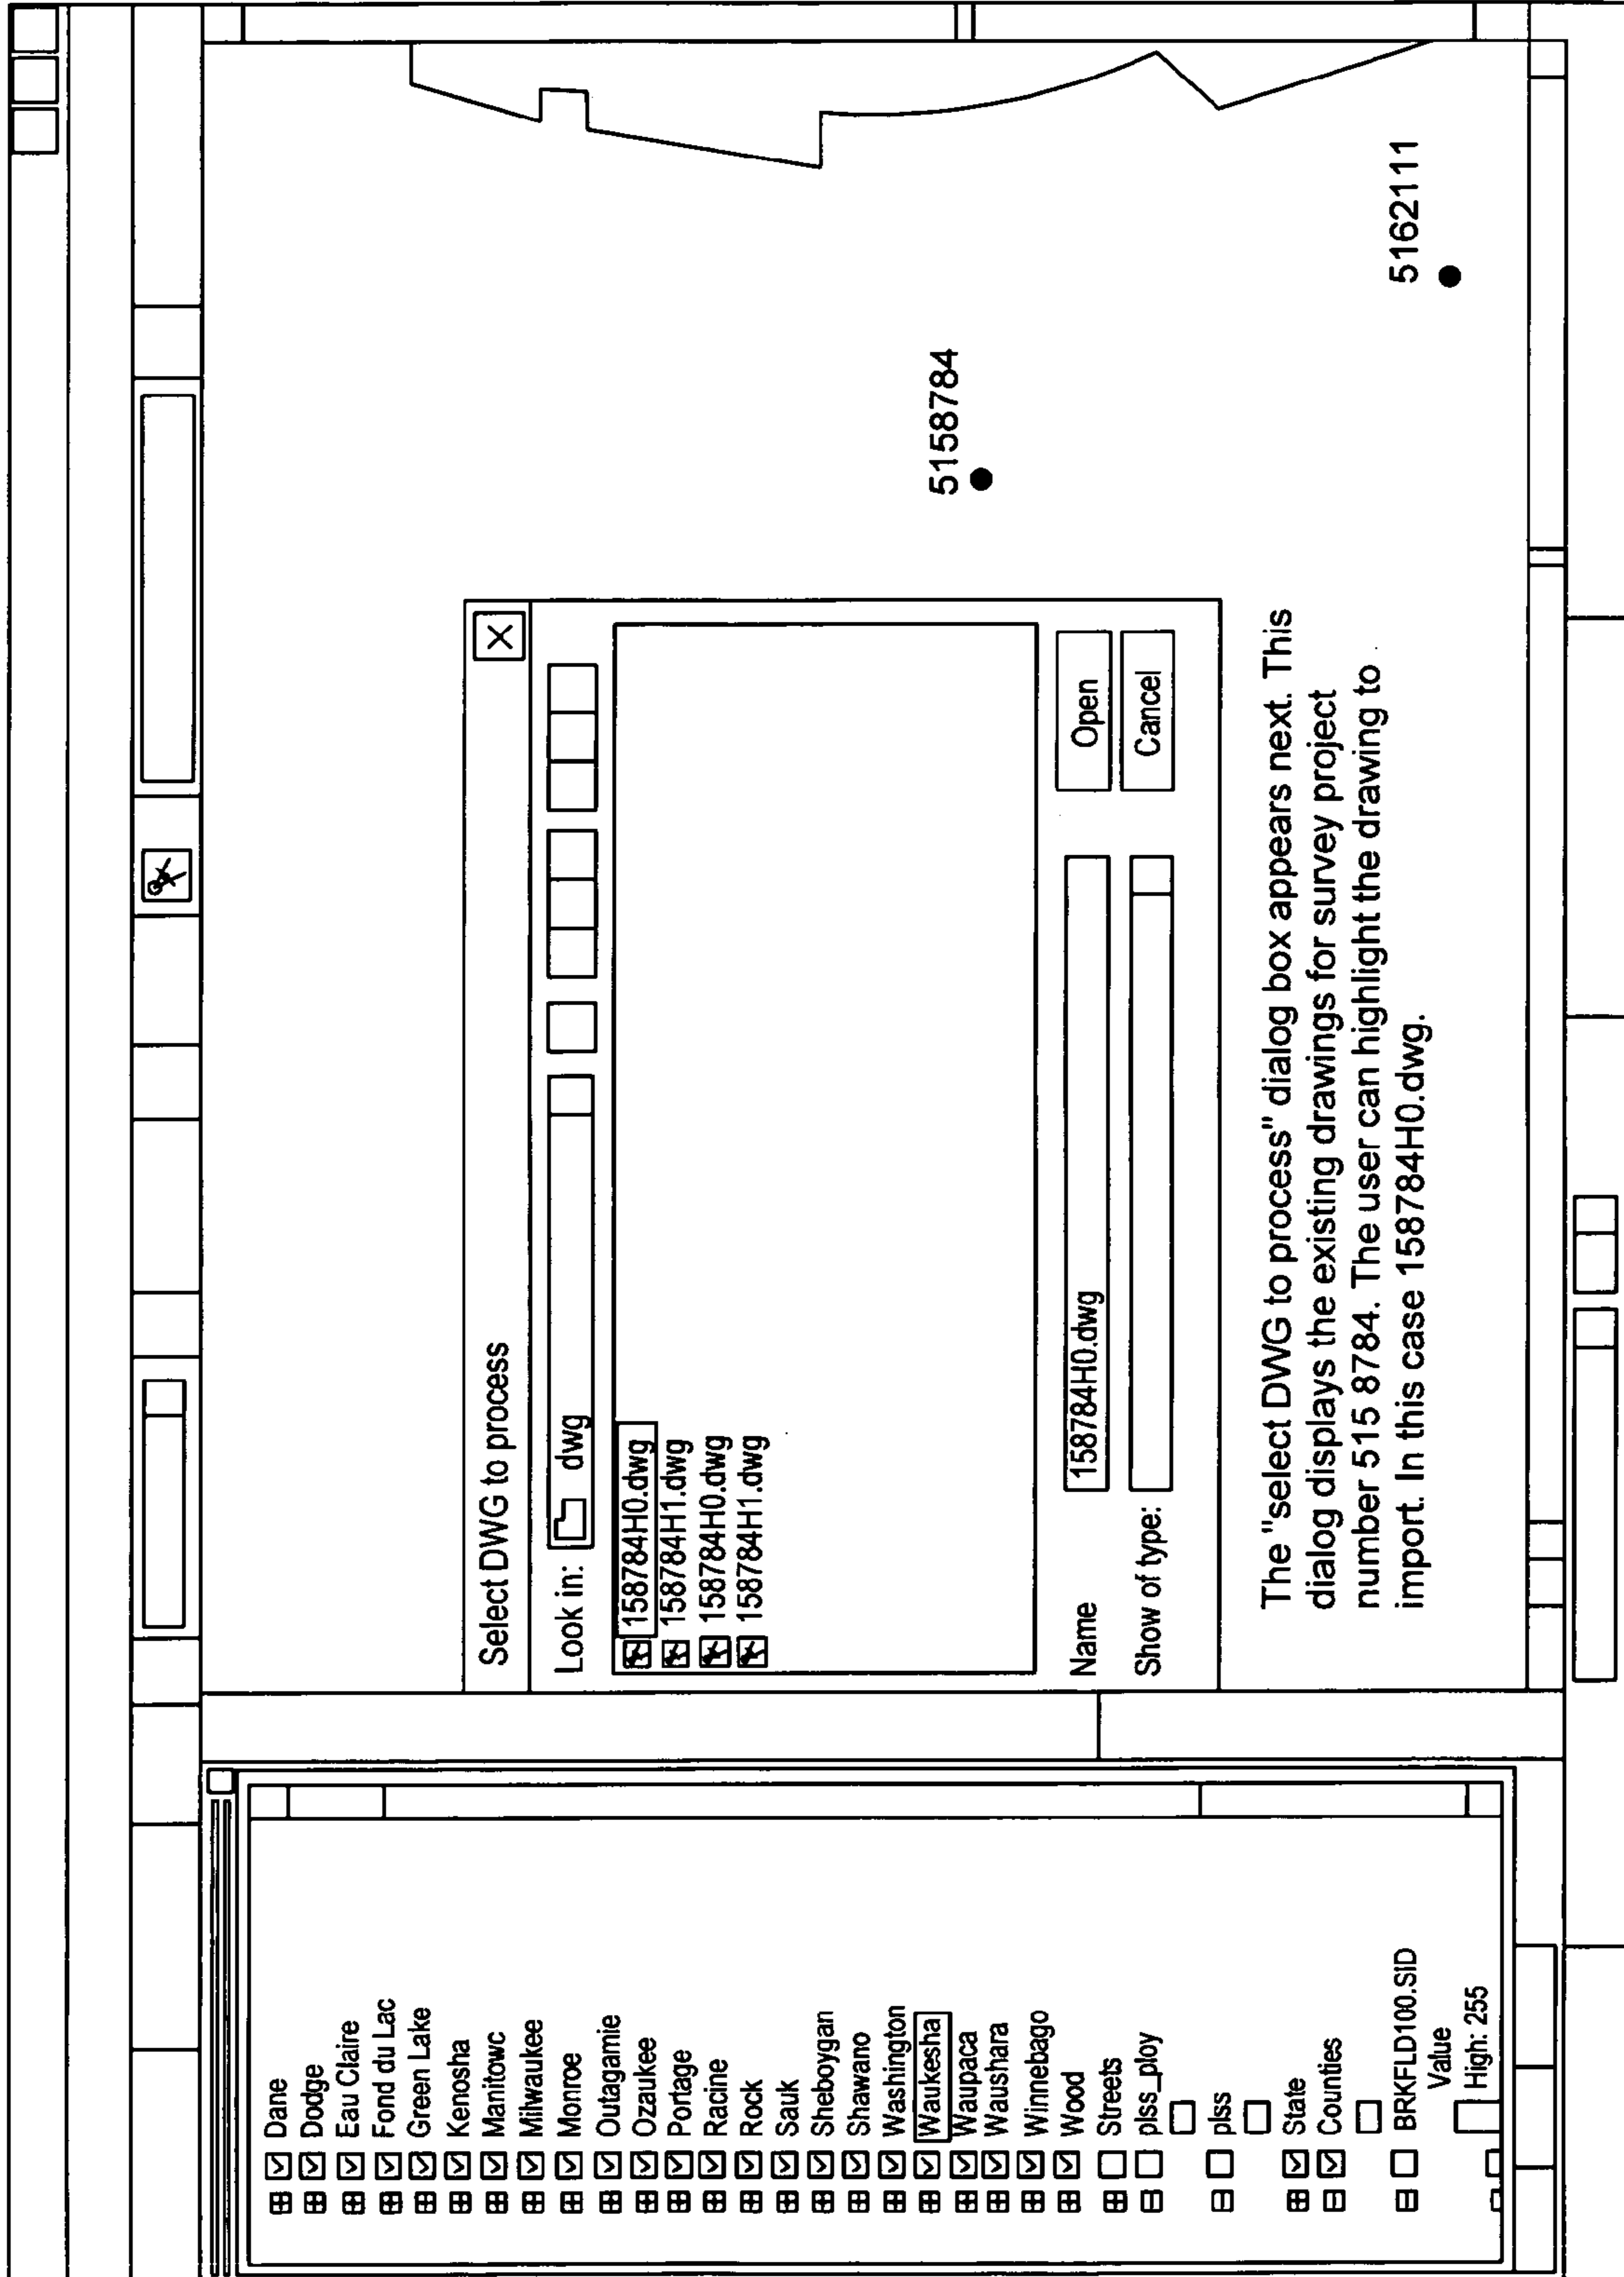 Dane
Dodge
Eau Claire
Fond du Lac
Green Lake
Kenosha
Manitowc
Milwaukee
Monroe
Outagamie
Ozaukee
Portage
Racine
Rock
Sauk
Sheboygan
Shawano
Washington
Waukesha
Waupaca
Waushara
Winnebago
Wood
Streets
plss_ploy
plss
State
Counties
BRKFLD100.SID
Value
High: 255
Select DWG to process
X
Look in: dwg
158784H0.dwg
158784H1.dwg
158784H0.dwg
158784H1.dwg
Name 158784H0.dwg Open
Show of type: Cancel
The "select DWG to process" dialog box appears next. This
dialog displays the existing drawings for survey project
number 515 8784. The user can highlight the drawing to
import. In this case 158784H0.dwg.
5158784
5162111